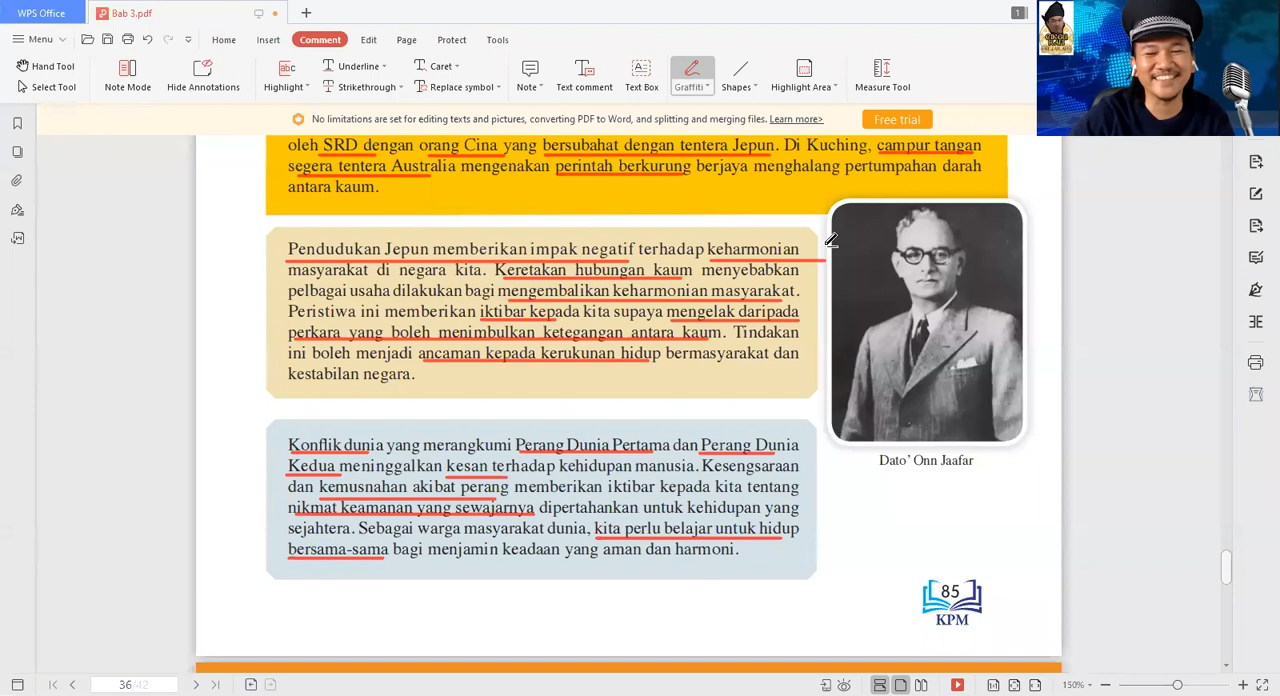 WPS Office
Bab 3.pdf
1
Menu
Home
Insert
Comment
Edit
Page
Protect
Tools
Hand Tool
Select Tool
Note Mode
Hide Annotations
Highlight
Underline
Strikethrough
Caret
Replace symbol
Note
Text comment
Text Box
Graffiti
Shapes
Highlight Area
Measure Tool
No limitations are set for editing texts and pictures, converting PDF to Word, and splitting and merging files. Learn more>
Free trial
oleh SRD dengan orang Cina yang bersubahat dengan tentera Jepun. Di Kuching, campur tangan
segera tentera Australia mengenakan perintah berkurung berjaya menghalang pertumpahan darah
antara kaum.
Pendudukan Jepun memberikan impak negatif terhadap keharmonian
masyarakat di negara kita. Keretakan hubungan kaum menyebabkan
pelbagai usaha dilakukan bagi mengembalikan keharmonian masyarakat.
Peristiwa ini memberikan iktibar kepada kita supaya mengelak daripada
perkara yang boleh menimbulkan ketegangan antara kaum. Tindakan
ini boleh menjadi ancaman kepada kerukunan hidup bermasyarakat dan
kestabilan negara.
Dato' Onn Jaafar
Konflik dunia yang merangkumi Perang Dunia Pertama dan Perang Dunia
Kedua meninggalkan kesan terhadap kehidupan manusia. Kesengsaraan
dan kemusnahan akibat perang memberikan iktibar kepada kita tentang
nikmat keamanan yang sewajarnya dipertahankan untuk kehidupan yang
sejahtera. Sebagai warga masyarakat dunia, kita perlu belajar untuk hidup
bersama-sama bagi menjamin keadaan yang aman dan harmoni.
85
KPM
36/42
150%